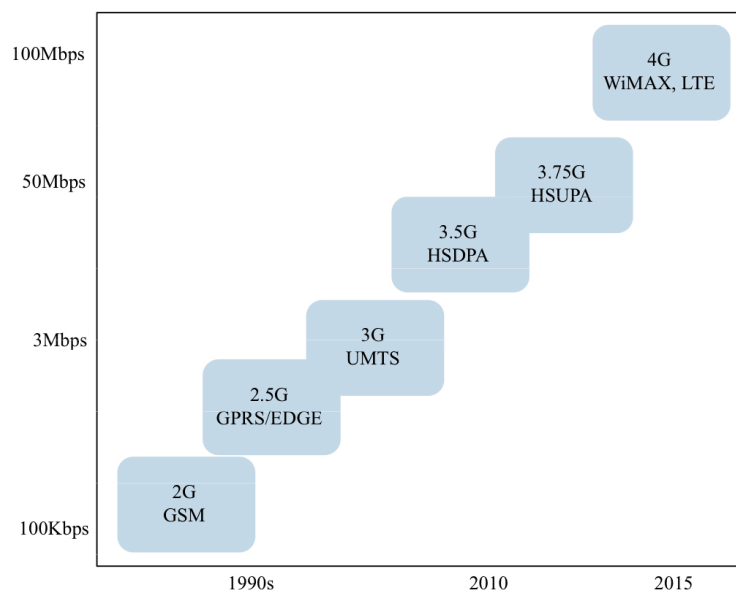 100Mbps
4G
WiMAX, LTE
50Mbps
3.75G
HSUPA
3.5G
HSDPA
3Mbps
3G
UMTS
2.5G
GPRS/EDGE
2G
GSM
100Kbps
1990s
2010
2015